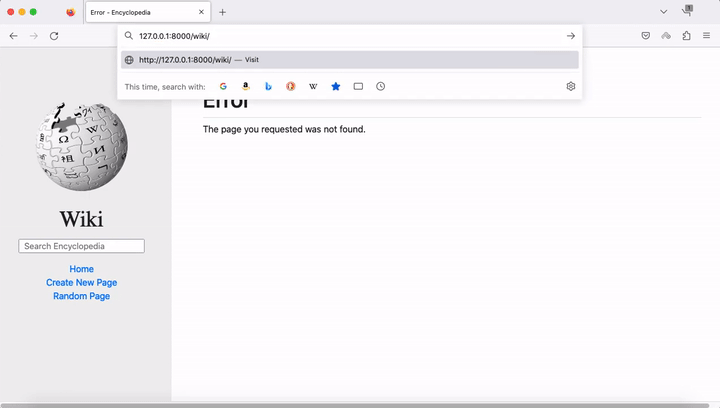 Error - Encyclopedia
127.0.0.1:8000/wiki/
http://127.0.0.1:8000/wiki/ — Visit
This time, search with:
Error
The page you requested was not found.
Wiki
Search Encyclopedia
Home
Create New Page
Random Page